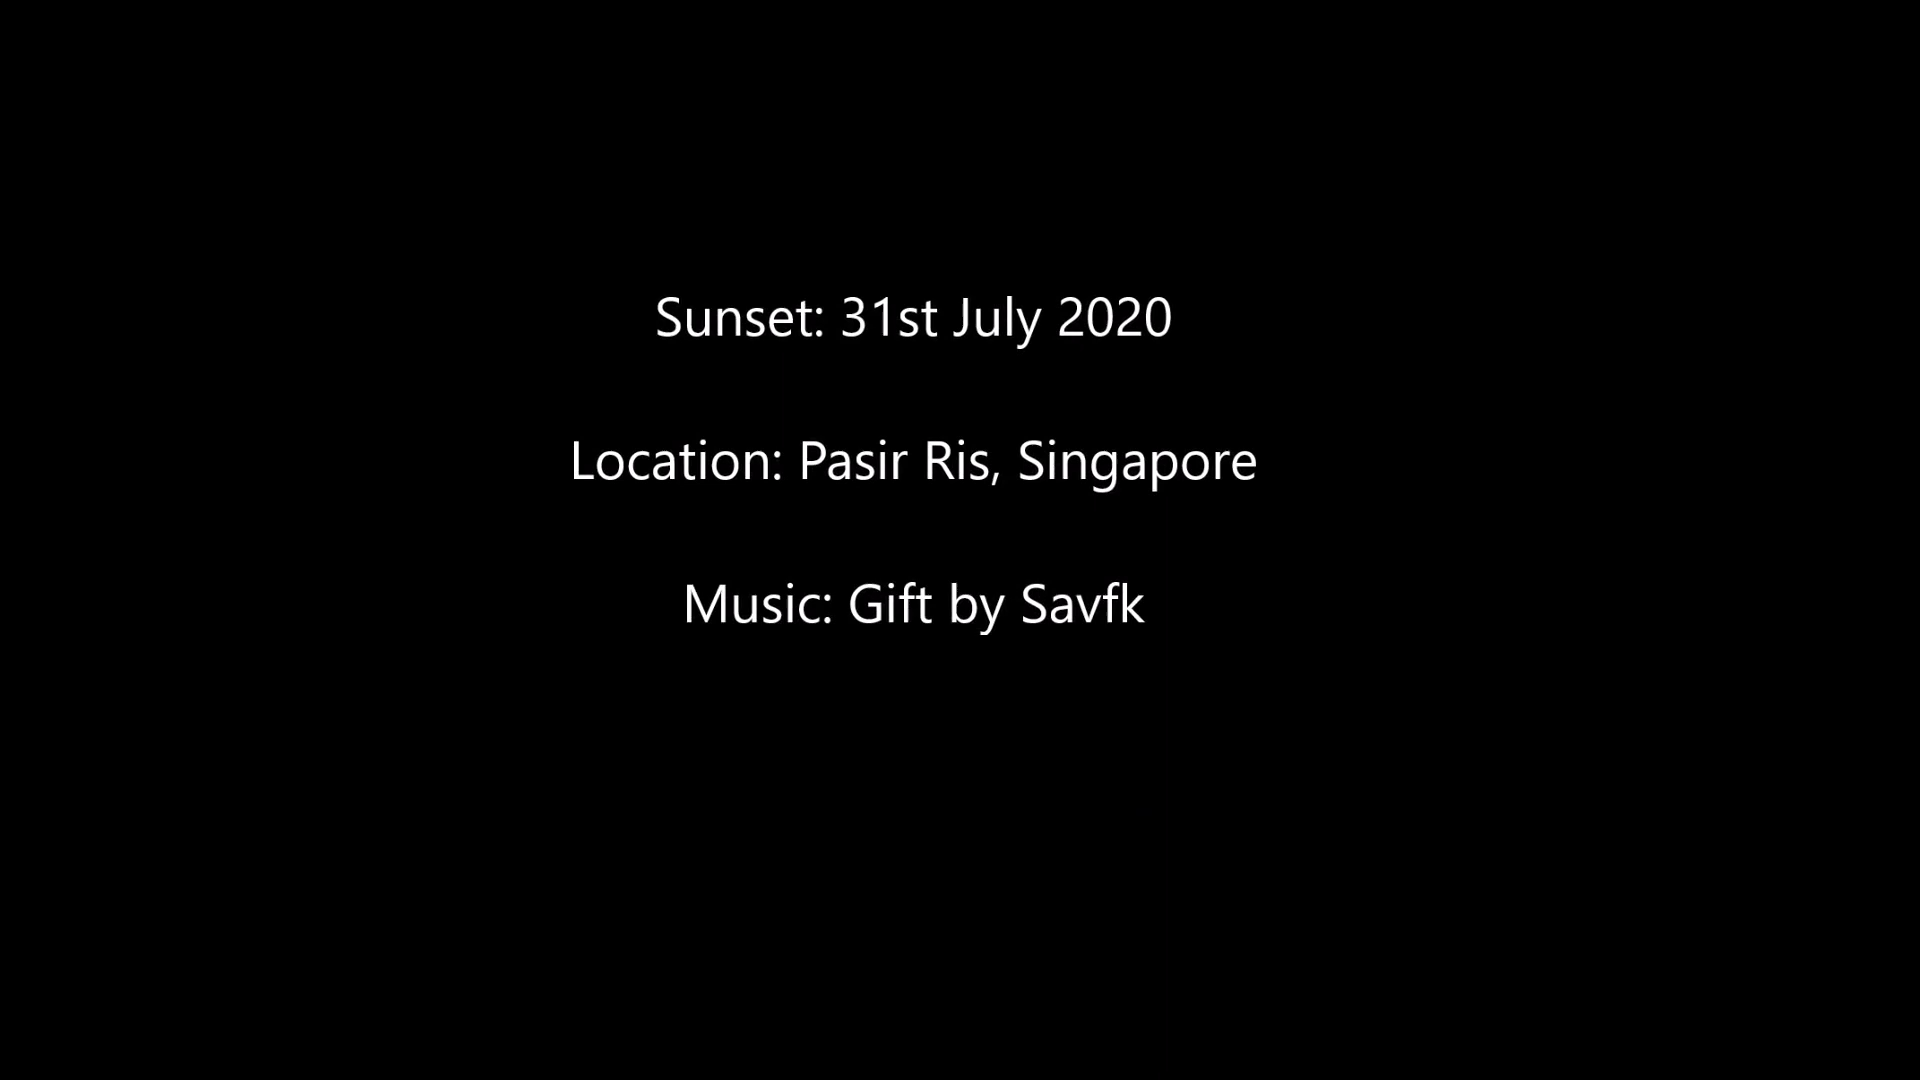 Sunset: 31st July 2020
Location: Pasir Ris, Singapore
Music: Gift by Savfk